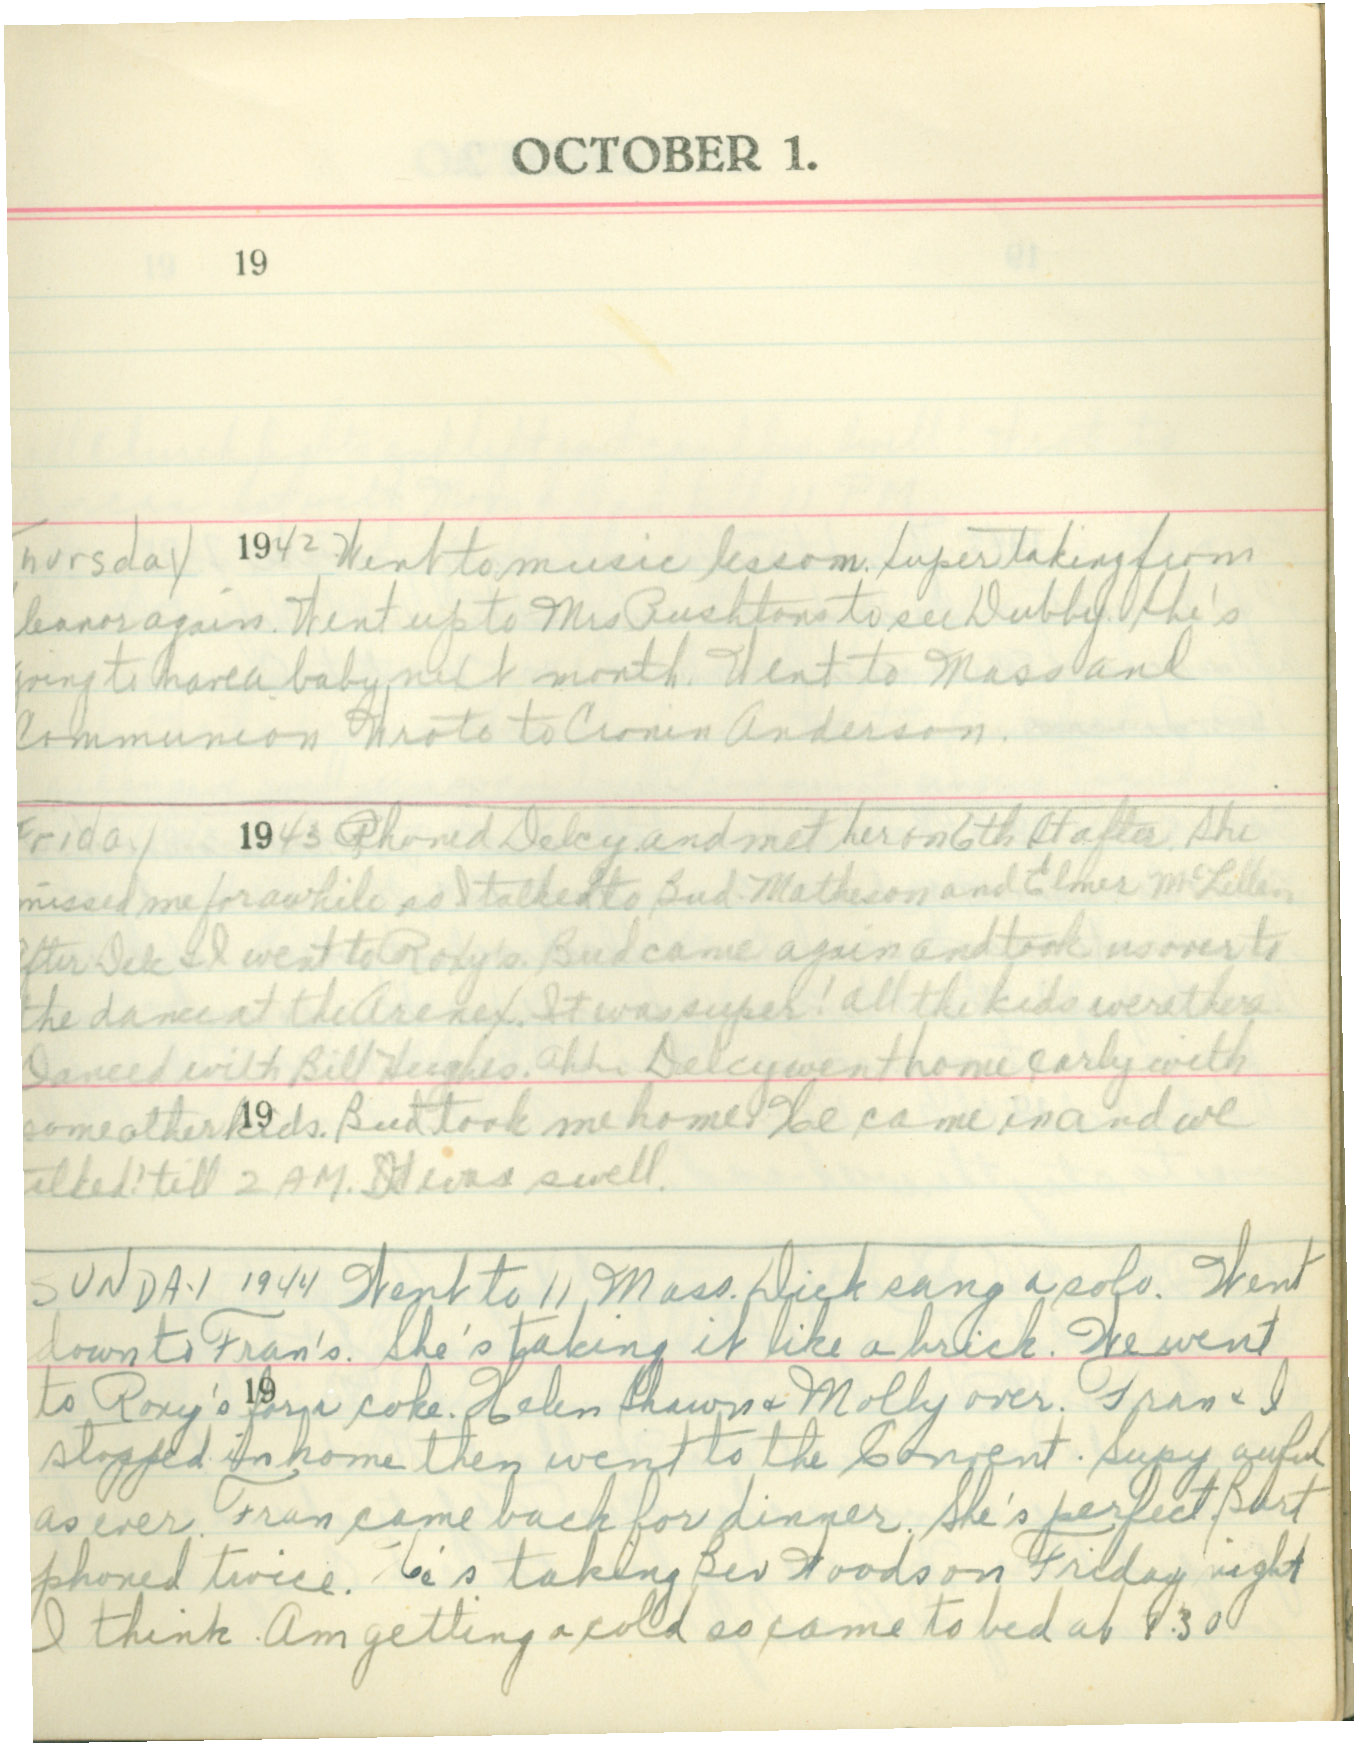 OCTOBER 1.
19
Thursday 1942 Went to music lesson. Super taking from
Eleanor again. Went up to Mrs Rushtons to see Dubby. She's
going to have a baby next month. Went to Mass and
Communion Wrote to Cronin Anderson.
Friday 1943 Phoned Delcy and met her on 6th St after. She
missed me for awhile so I talked to Bud Matheson and Elmer McLellan
After Delc & I went to Roxy's. Bud came again and took us over to
the dance at the Arenex. It was super! All the kids were there.
Danced with Bill Hughes. Ahh. Delcy went home early with
19
some other kids. Bud took me home. He came in and we
talked 'till 2 AM. It was swell.
SUNDAY 1944 Went to 11 Mass. Dick sang a solo. Went
down to Fran's. She's taking it like a brick. We went
19
to Roxy's for a coke. Helen Shawn & Molly over. Fran & I
stopped in home then went to the Convent. Supy awful
as ever. Fran came back for dinner. She's perfect. Bart
phoned twice. He's taking Bev Woods on Friday night
I think. Am getting a cold so came to bed at 9.30